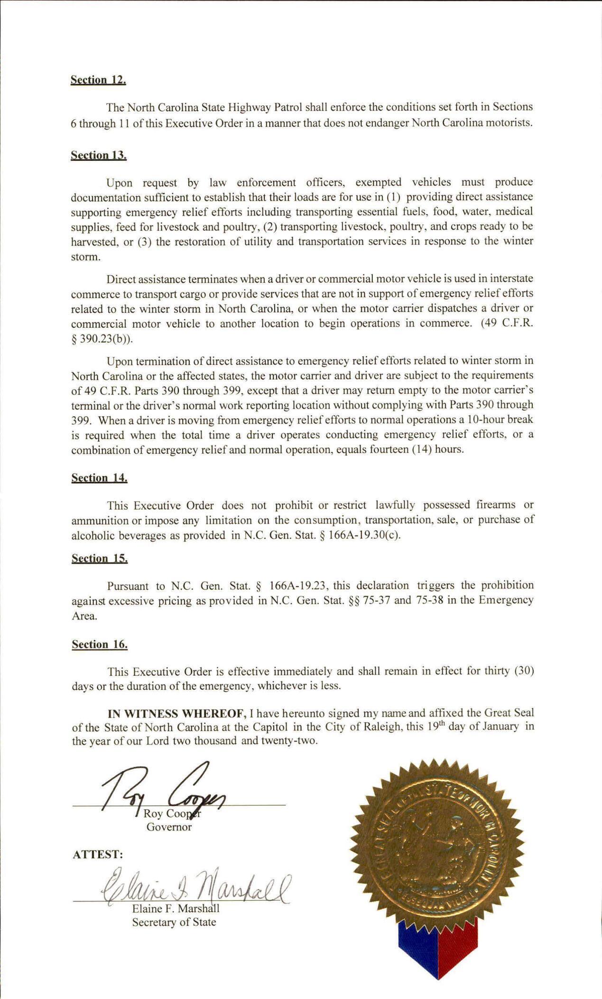 Section 12.
The North Carolina State Highway Patrol shall enforce the conditions set forth in Sections
6 through 11 of this Executive Order in a manner that does not endanger North Carolina motorists.
Section 13.
Upon request by law enforcement officers, exempted vehicles must produce
documentation sufficient to establish that their loads are for use in (1) providing direct assistance
supporting emergency relief efforts including transporting essential fuels, food, water, medical
supplies, feed for livestock and poultry, (2) transporting livestock, poultry, and crops ready to be
harvested, or (3) the restoration of utility and transportation services in response to the winter
storm.
Direct assistance terminates when a driver or commercial motor vehicle is used in interstate
commerce to transport cargo or provide services that are not in support of emergency relief efforts
related to the winter storm in North Carolina, or when the motor carrier dispatches a driver or
commercial motor vehicle to another location to begin operations in commerce. (49 C.F.R.
§ 390.23(b)).
Upon termination of direct assistance to emergency relief efforts related to winter storm in
North Carolina or the affected states, the motor carrier and driver are subject to the requirements
of 49 C.F.R. Parts 390 through 399, except that a driver may return empty to the motor carrier's
terminal or the driver's normal work reporting location without complying with Parts 390 through
399. When a driver is moving from emergency relief efforts to normal operations a 10-hour break
is required when the total time a driver operates conducting emergency relief efforts, or a
combination of emergency relief and normal operation, equals fourteen (14) hours.
Section 14.
This Executive Order does not prohibit or restrict lawfully possessed firearms or
ammunition or impose any limitation on the consumption, transportation, sale, or purchase of
alcoholic beverages as provided in N.C. Gen. Stat. § 166A-19.30(c).
Section 15.
Pursuant to N.C. Gen. Stat. § 166A-19.23, this declaration triggers the prohibition
against excessive pricing as provided in N.C. Gen. Stat. §§ 75-37 and 75-38 in the Emergency
Area.
Section 16.
This Executive Order is effective immediately and shall remain in effect for thirty (30)
days or the duration of the emergency, whichever is less.
IN WITNESS WHEREOF, I have hereunto signed my name and affixed the Great Seal
of the State of North Carolina at the Capitol in the City of Raleigh, this 19th day of January in
the year of our Lord two thousand and twenty-two.
Roy Cooper
Roy Cooper
Governor
ATTEST:
Elaine F. Marshall
Elaine F. Marshall
Secretary of State
GREAT SEAL OF THE STATE OF NORTH CAROLINA
ESSE QUAM VIDERI